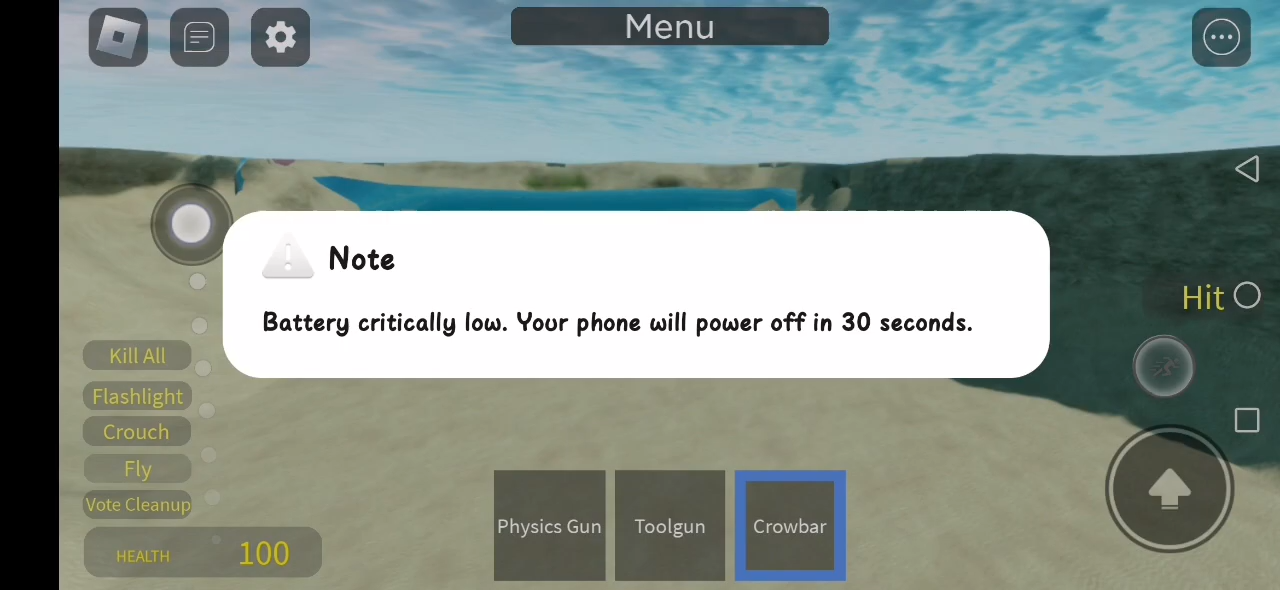 Menu
Note
Battery critically low. Your phone will power off in 30 seconds.
Hit
Kill All
Flashlight
Crouch
Fly
Vote Cleanup
HEALTH 100
Physics Gun
Toolgun
Crowbar